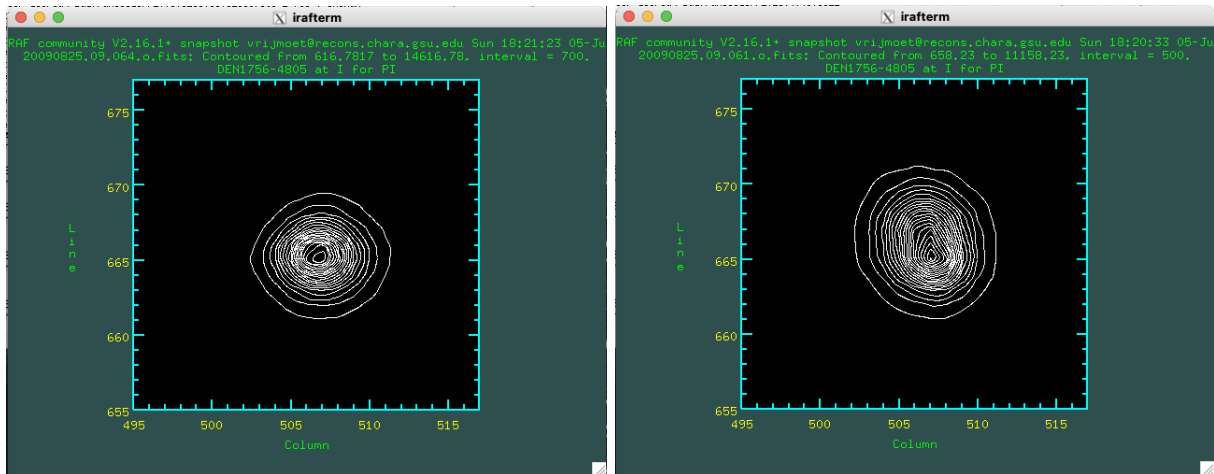 irafterm
RAF community V2.16.1+ snapshot vrijmoet@recons.chara.gsu.edu Sun 18:21:23 05-Ju
20090825.09.064.o.fits: Contoured from 616.7817 to 14616.78, interval = 700.
DEN1756-4805 at I for PI
675
670
665
660
655
Line
495
500
505
510
515
Column
irafterm
RAF community V2.16.1+ snapshot vrijmoet@recons.chara.gsu.edu Sun 18:20:33 05-Ju
20090825.09.061.o.fits: Contoured from 658.23 to 11158.23, interval = 500.
DEN1756-4805 at I for PI
675
670
665
660
655
Line
495
500
505
510
515
Column